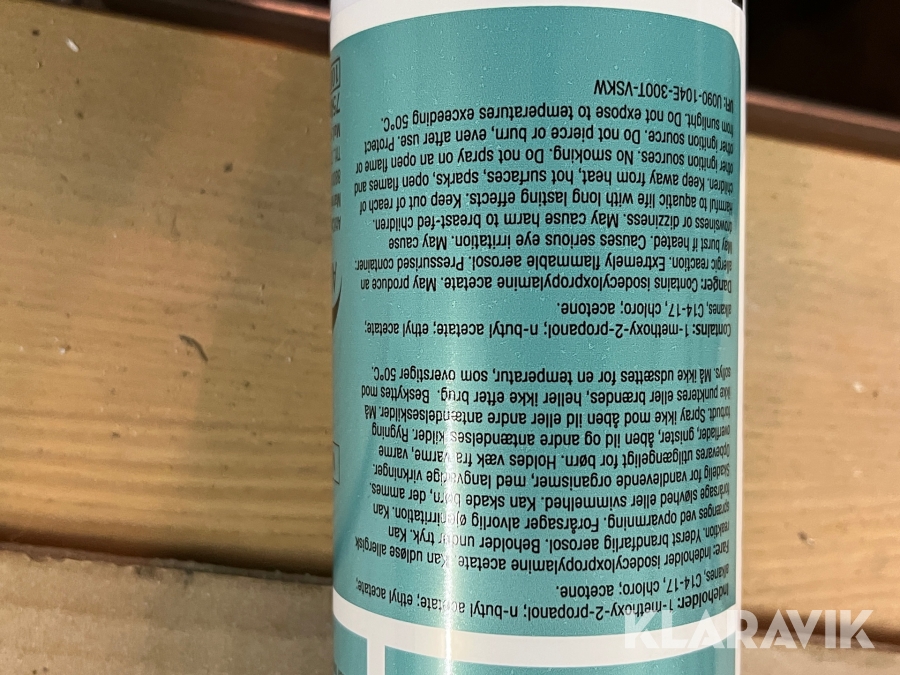 Indeholder: 1-methoxy-2-propanol; n-butyl acetate; ethyl acetate;
alkanes, C14-17, chloro; acetone.
Fare: Indeholder isodecyloxpropylamine acetate. Kan udløse allergisk
reaktion. Yderst brandfarlig aerosol. Beholder under tryk. Kan
sprænges ved opvarming. Forårsager alvorlig øjenirritation. Kan.
forårsage sløvhed eller svimmelhed. Kan skade børn, der ammes.
Skadelig for vandlevende organismer, med langvarige virkninger.
Opbevares utilgængeligt for børn. Holdes væk fra varme, varme
overflader, gnister, åben ild og andre antændelses kilder. Rygning
forbudt. Spray ikke mod åben ild eller andre antændelseskilder. Må
ikke punkteres eller brændes, heller ikke efter brug. Beskyttes mod
sollys. Må ikke udsættes for en temperatur, som overstiger 50°C.
Contains: 1-methoxy-2-propanol; n-butyl acetate; ethyl acetate;
alkanes, C14-17, chloro; acetone.
Danger: Contains isodecyloxpropylamine acetate. May produce an
allergic reaction. Extremely flammable aerosol. Pressurised container:
May burst if heated. Causes serious eye irritation. May cause
drowsiness or dizziness. May cause harm to breast-fed children.
Harmful to aquatic life with long lasting effects. Keep out of reach of
children. Keep away from heat, hot surfaces, sparks, open flames and
other ignition sources. No smoking. Do not spray on an open flame or
other ignition source. Do not pierce or burn, even after use. Protect
from sunlight. Do not expose to temperatures exceeding 50°C.
UFI: U090-104E-300T-VSKW
KLARAVIK